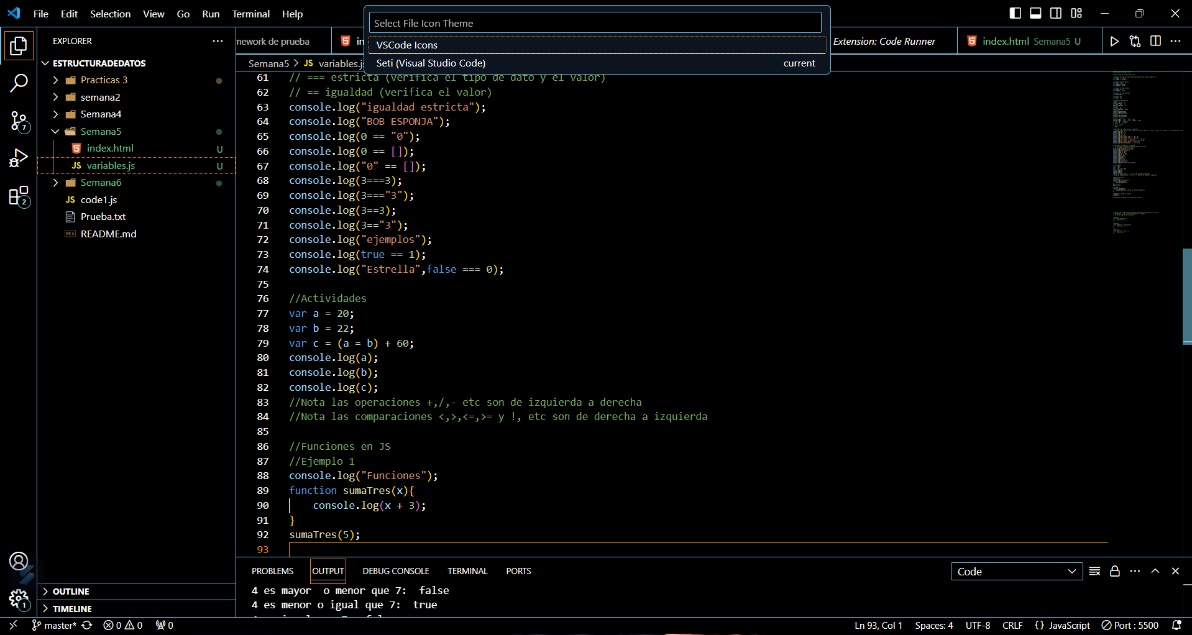 File Edit Selection View Go Run Terminal Help
Select File Icon Theme
VSCode Icons
Seti (Visual Studio Code) current
EXPLORER
mework de prueba
Extension: Code Runner
index.html Semana5 U
ESTRUCTURADEDATOS
Practicas 3
semana2
Semana4
Semana5
index.html U
variables.js U
Semana6
code1.js
Prueba.txt
README.md
OUTLINE
TIMELINE
Semana5 > JS variables.j
61 // === estricta (verifica el tipo de dato y el valor)
62 // == igualdad (verifica el valor)
63 console.log("igualdad estricta");
64 console.log("BOB ESPONJA");
65 console.log(0 == "0");
66 console.log(0 == []);
67 console.log("0" == []);
68 console.log(3===3);
69 console.log(3==="3");
70 console.log(3==3);
71 console.log(3=="3");
72 console.log("ejemplos");
73 console.log(true == 1);
74 console.log("Estrella",false === 0);
75
76 //Actividades
77 var a = 20;
78 var b = 22;
79 var c = (a = b) + 60;
80 console.log(a);
81 console.log(b);
82 console.log(c);
83 //Nota las operaciones +,/,- etc son de izquierda a derecha
84 //Nota las comparaciones <,>,<=,>= y !, etc son de derecha a izquierda
85
86 //Funciones en JS
87 //Ejemplo 1
88 console.log("Funciones");
89 function sumaTres(x){
90 console.log(x + 3);
91 }
92 sumaTres(5);
93
PROBLEMS OUTPUT DEBUG CONSOLE TERMINAL PORTS
Code
4 es mayor  o menor que 7:  false
4 es menor o igual que 7:  true
master* 0 0 0
Ln 93, Col 1 Spaces: 4 UTF-8 CRLF {} JavaScript Port : 5500